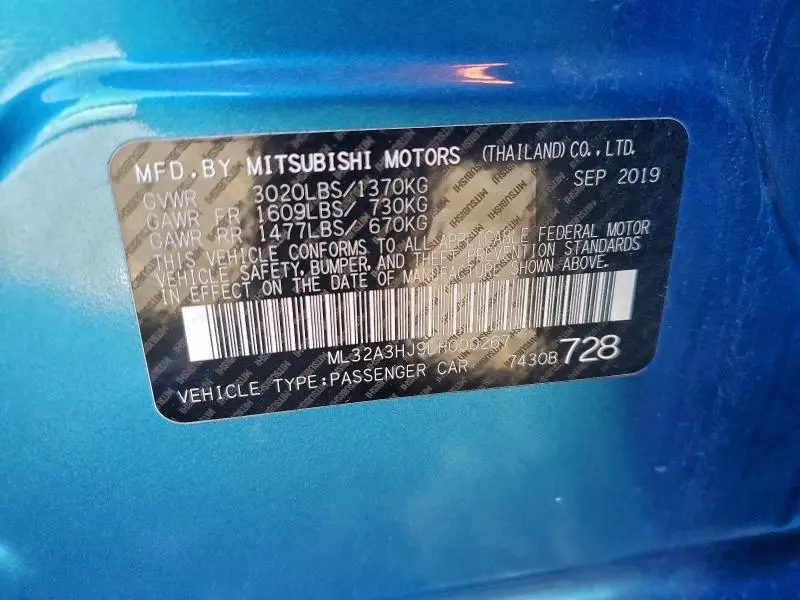 MFD.BY MITSUBISHI MOTORS (THAILAND)CO.,LTD.
SEP 2019
GVWR 3020LBS/1370KG
GAWR FR 1609LBS/ 730KG
GAWR RR 1477LBS/ 670KG
THIS VEHICLE CONFORMS TO ALL APPLICABLE FEDERAL MOTOR
VEHICLE SAFETY, BUMPER, AND THEFT PREVENTION STANDARDS
IN EFFECT ON THE DATE OF MANUFACTURE SHOWN ABOVE.
ML32A3HJ9LH000267
VEHICLE TYPE:PASSENGER CAR 7430B 728